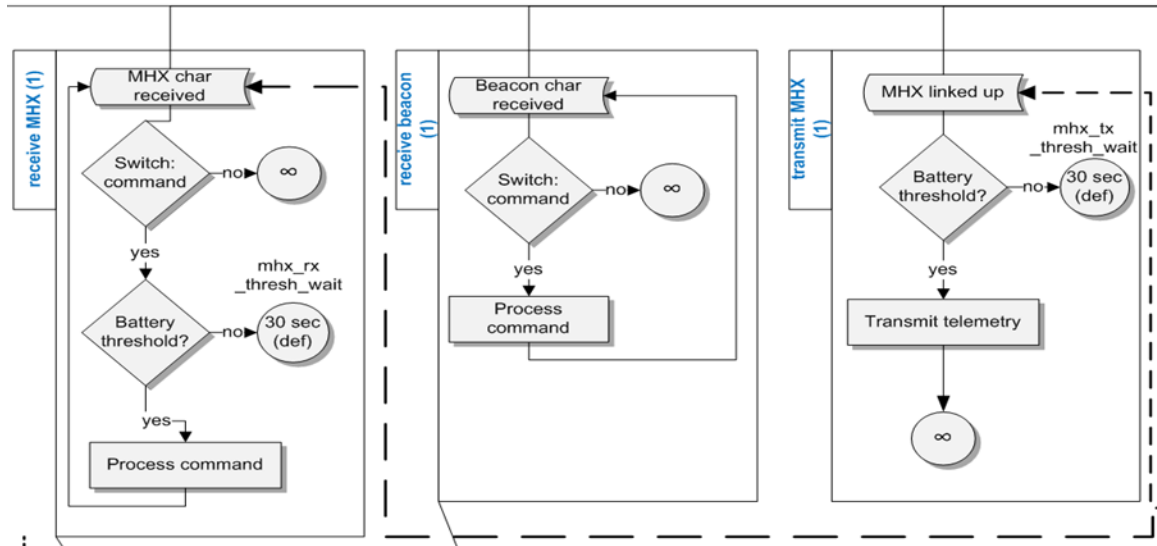 receive MHX (1)
MHX char
received
Switch:
command
no
∞
yes
mhx_rx
_thresh_wait
Battery
threshold?
no
30 sec
(def)
yes
Process command
receive beacon
(1)
Beacon char
received
Switch:
command
no
∞
yes
Process
command
transmit MHX
(1)
MHX linked up
mhx_tx
_thresh_wait
Battery
threshold?
no
30 sec
(def)
yes
Transmit telemetry
∞